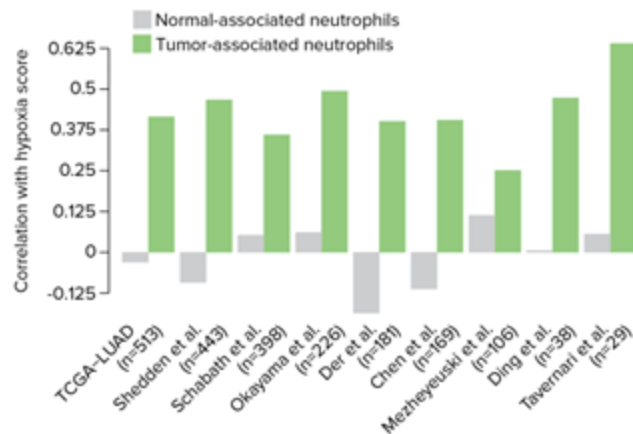 Normal-associated neutrophils
Tumor-associated neutrophils
Correlation with hypoxia score
0.625
0.5
0.375
0.25
0.125
0
-0.125
TCGA-LUAD
(n=513)
Shedden et al.
(n=443)
Schabath et al.
(n=398)
Okayama et al.
(n=226)
Der et al.
(n=181)
Chen et al.
(n=169)
Mezheyeuski et al.
(n=106)
Ding et al.
(n=38)
Tavernari et al.
(n=29)